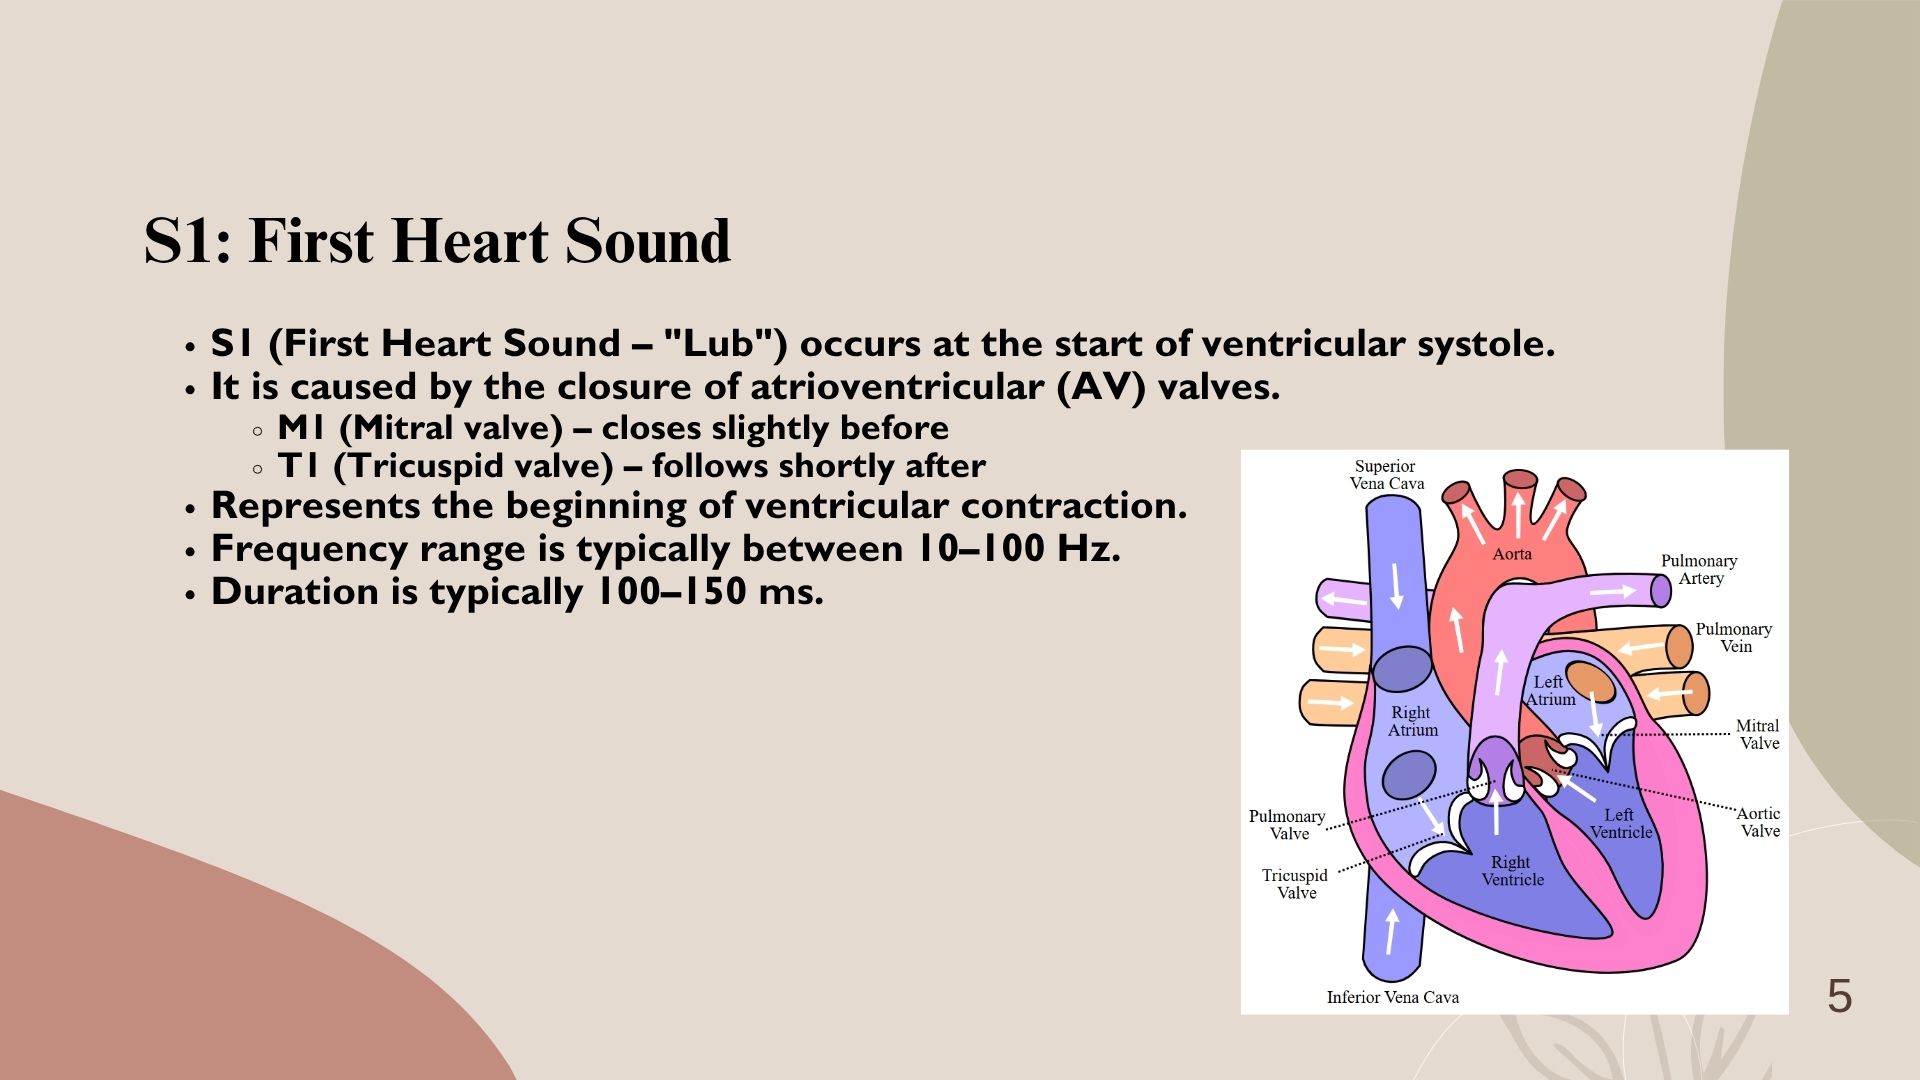 S1: First Heart Sound
• S1 (First Heart Sound – "Lub") occurs at the start of ventricular systole.
• It is caused by the closure of atrioventricular (AV) valves.
○ M1 (Mitral valve) – closes slightly before
○ T1 (Tricuspid valve) – follows shortly after
• Represents the beginning of ventricular contraction.
• Frequency range is typically between 10–100 Hz.
• Duration is typically 100–150 ms.
Superior
Vena Cava
Aorta
Pulmonary
Artery
Pulmonary
Vein
Left
Atrium
Right
Atrium
Mitral
Valve
Pulmonary
Valve
Aortic
Valve
Left
Ventricle
Tricuspid
Valve
Right
Ventricle
Inferior Vena Cava
5